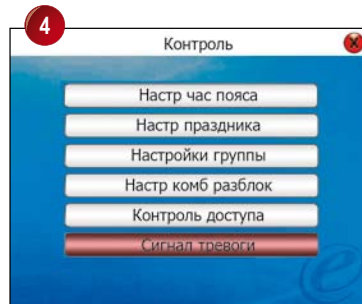 4
Контроль
Настр час пояса
Настр праздника
Настройки группы
Настр комб разблок
Контроль доступа
Сигнал тревоги